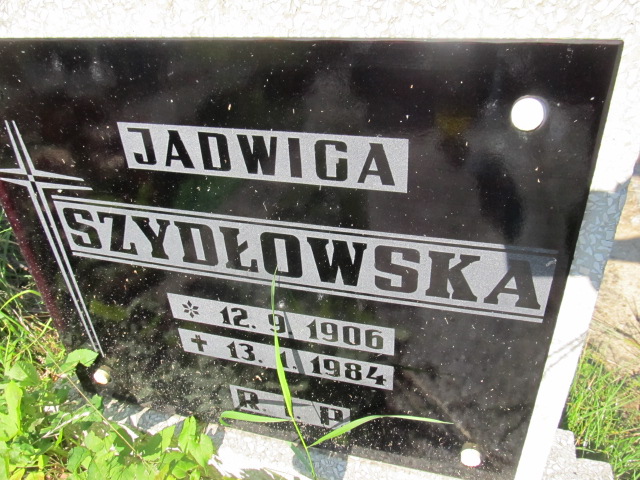 JADWIGA
SZYDŁOWSKA
* 12. 9. 1906
✝ 13. 1. 1984
R — P